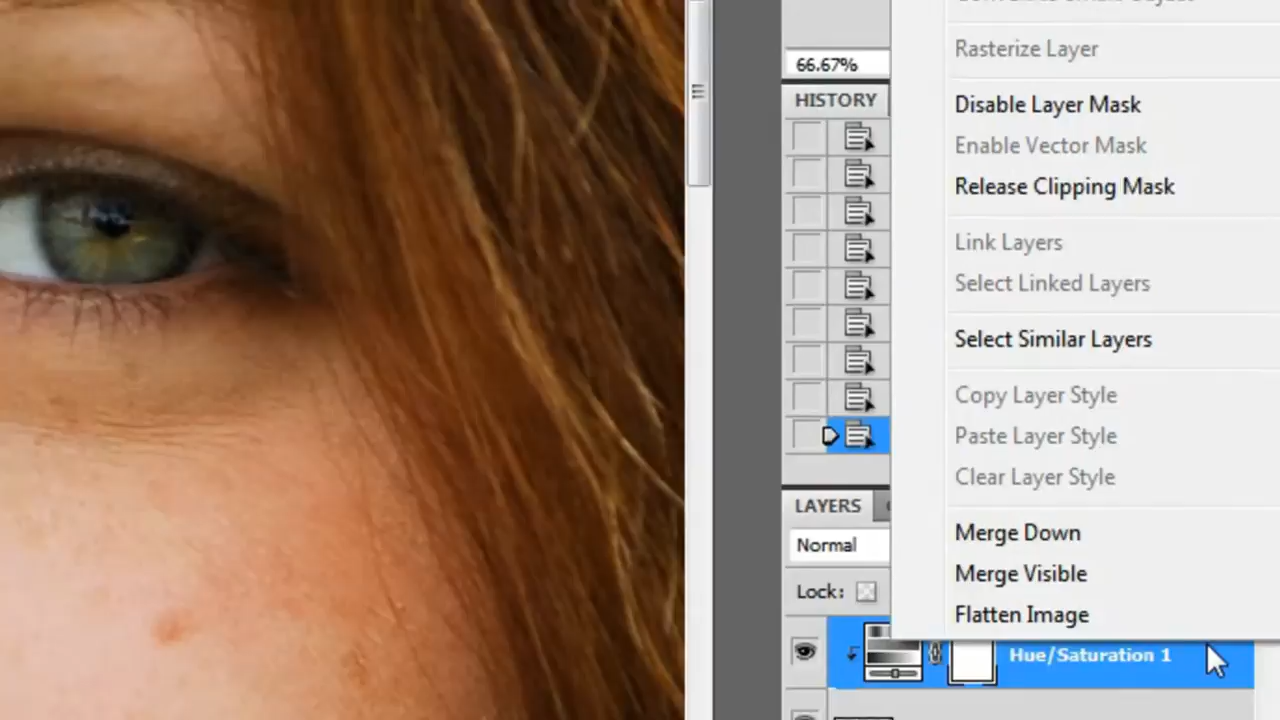 Rasterize Layer
66.67%
HISTORY
Disable Layer Mask
Enable Vector Mask
Release Clipping Mask
Link Layers
Select Linked Layers
Select Similar Layers
Copy Layer Style
Paste Layer Style
Clear Layer Style
LAYERS
Merge Down
Normal
Merge Visible
Lock:
Flatten Image
Hue/Saturation 1